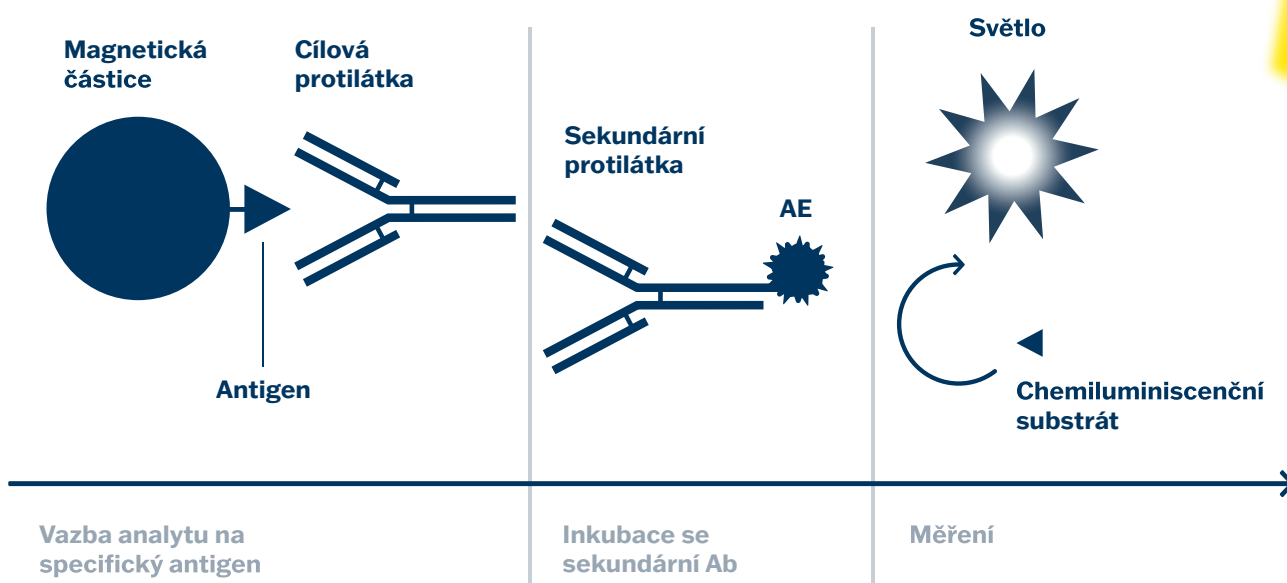 Magnetická
částice
Cílová
protilátka
Antigen
Sekundární
protilátka
AE
Světlo
Chemiluminiscenční
substrát
Vazba analytu na
specifický antigen
Inkubace se
sekundární Ab
Měření